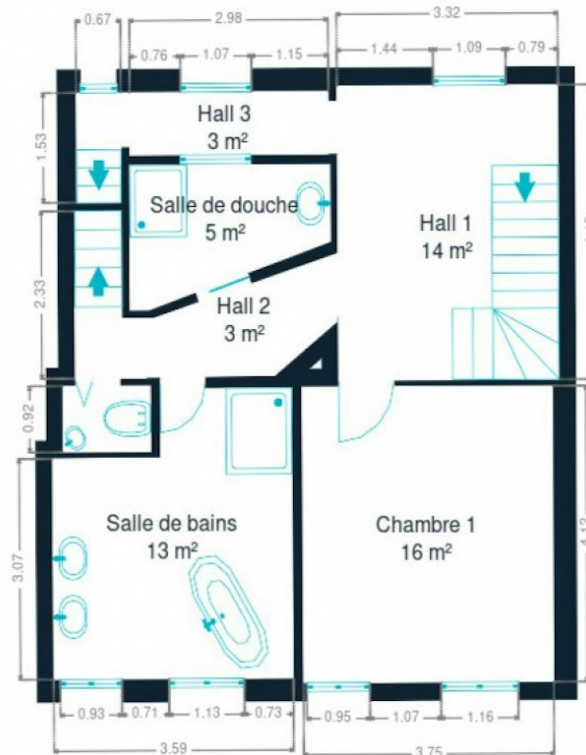 0.67
2.98
3.32
0.76
1.07
1.15
1.44
1.09
0.79
1.53
Hall 3
3 m²
Salle de douche
5 m²
Hall 1
14 m²
2.33
Hall 2
3 m²
0.92
Salle de bains
13 m²
Chambre 1
16 m²
3.07
0.93
0.71
1.13
0.73
0.95
1.07
1.16
3.59
3.75